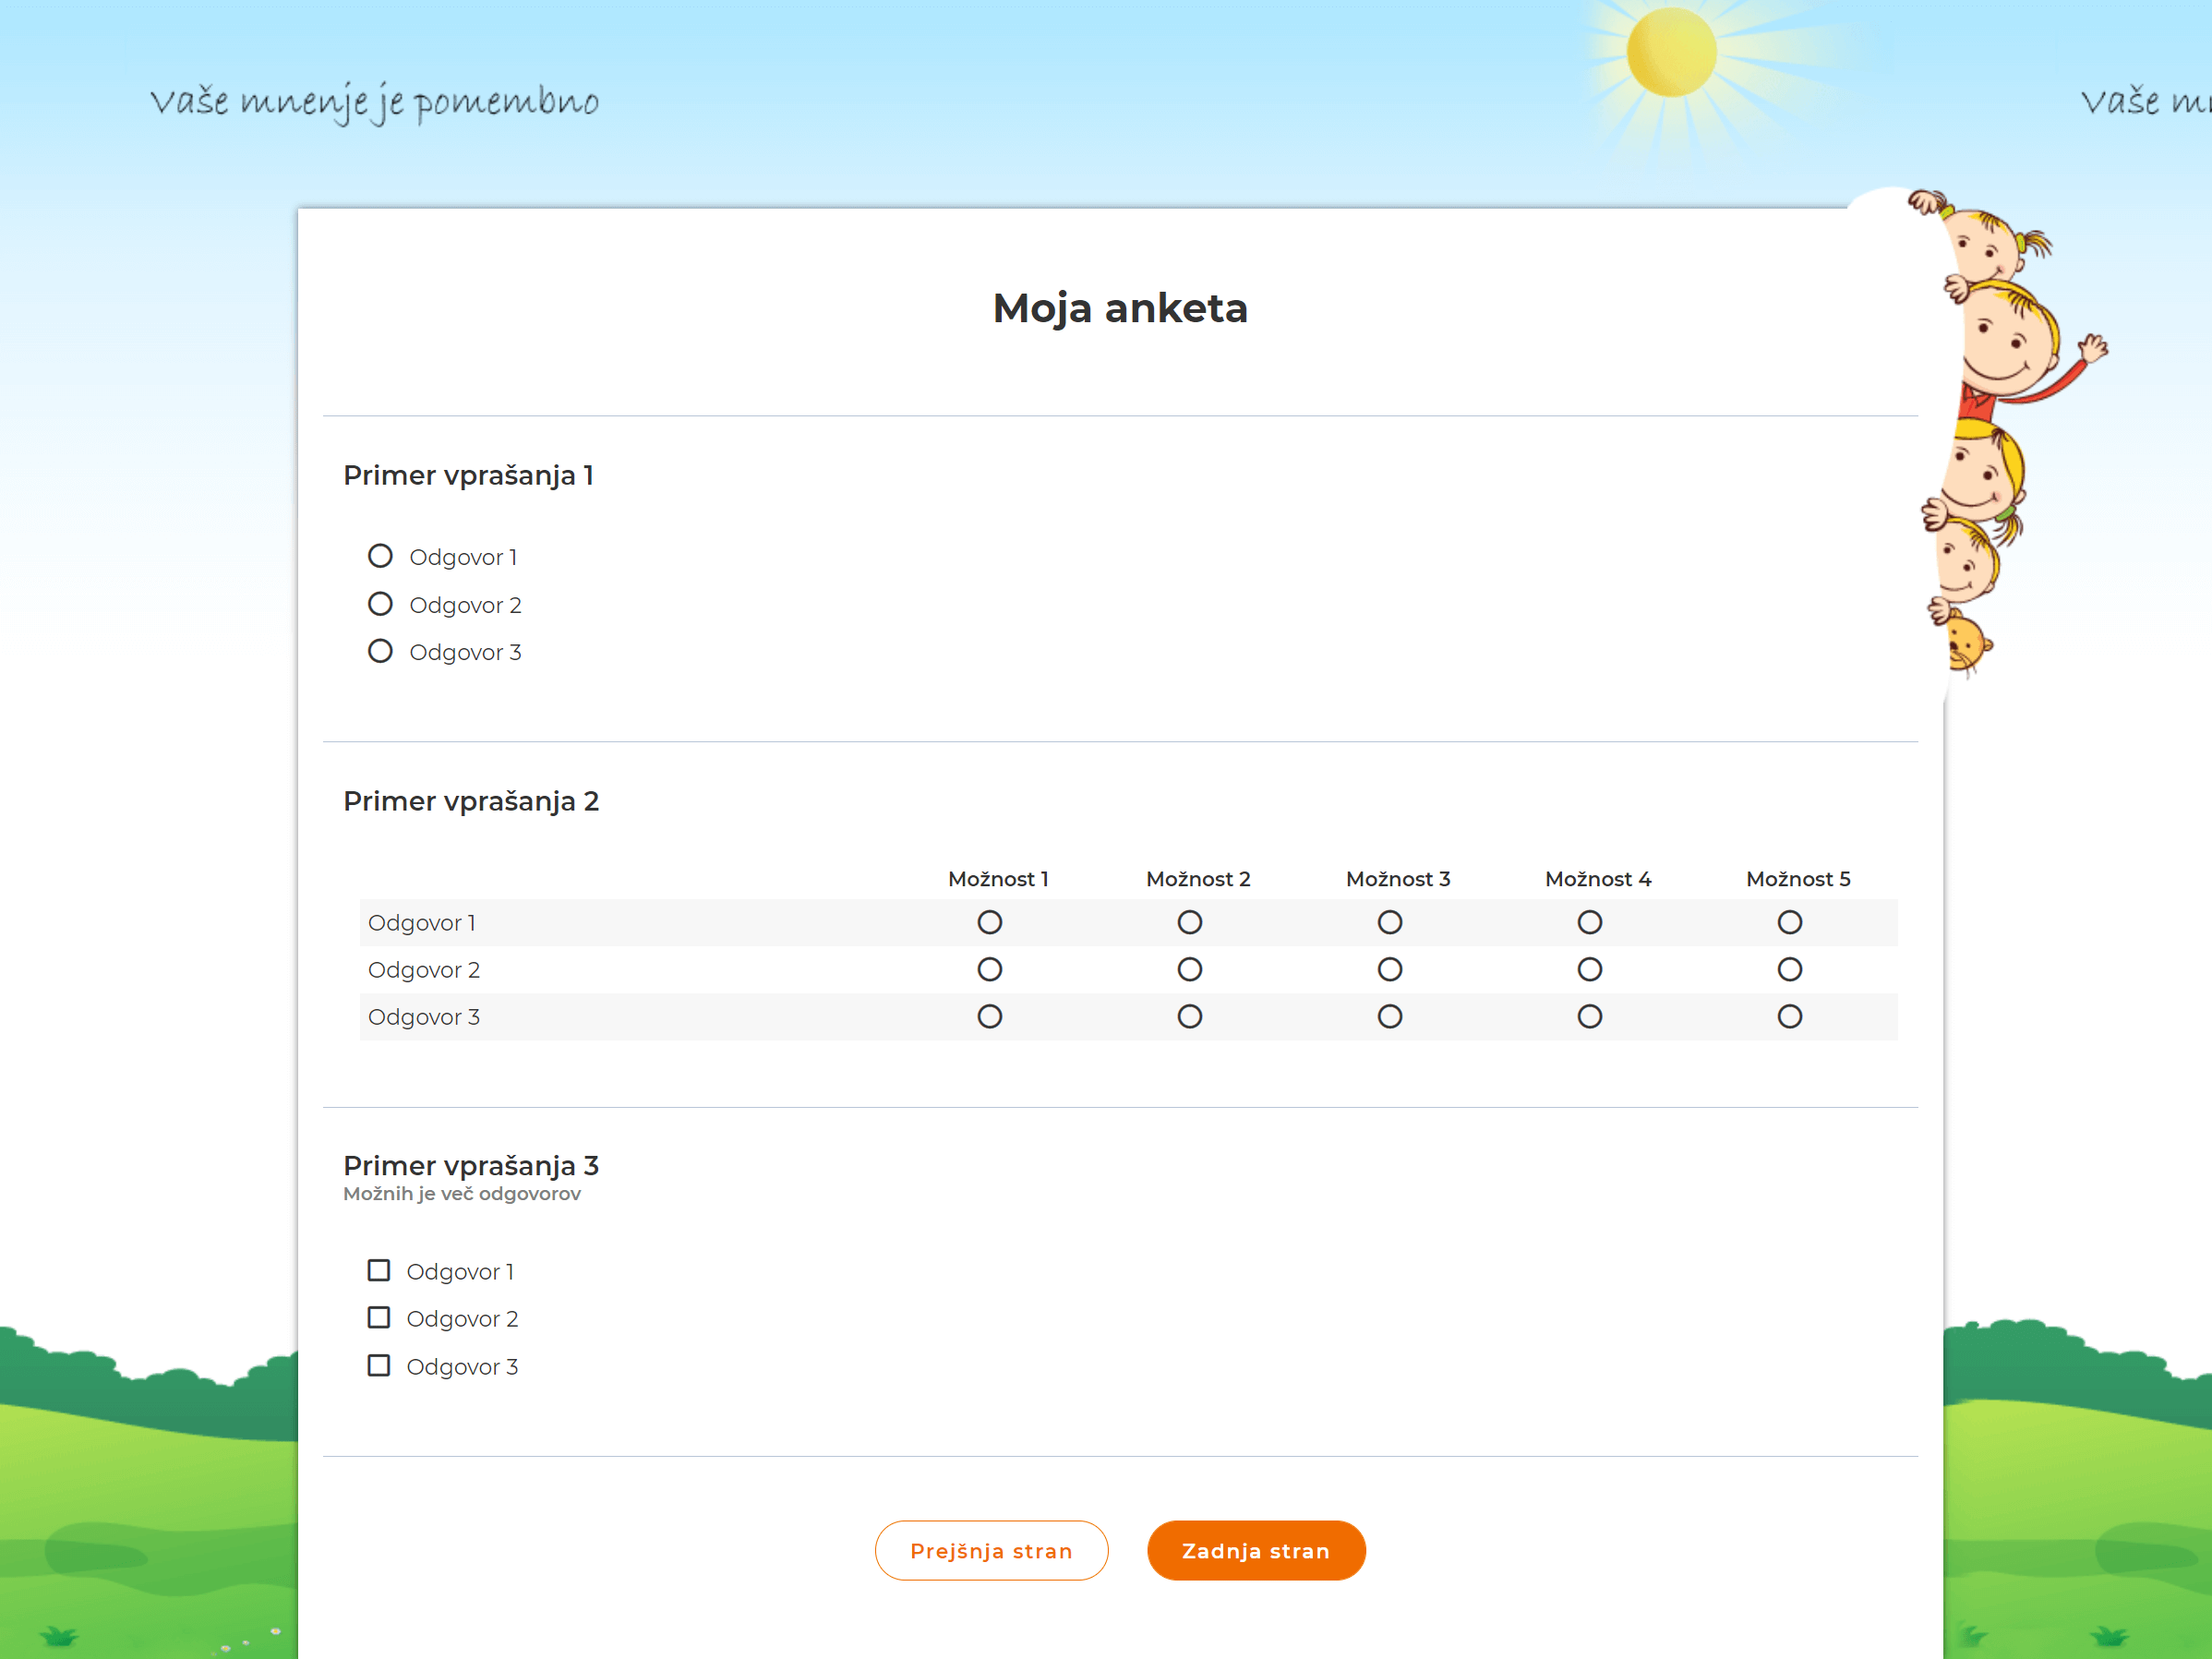 Vaše mnenje je pomembno
Vaše
Moja anketa
Primer vprašanja 1
Odgovor 1
Odgovor 2
Odgovor 3
Primer vprašanja 2
Možnost 1 Možnost 2 Možnost 3 Možnost 4 Možnost 5
Odgovor 1
Odgovor 2
Odgovor 3
Primer vprašanja 3
Možnih je več odgovorov
Odgovor 1
Odgovor 2
Odgovor 3
Prejšnja stran Zadnja stran